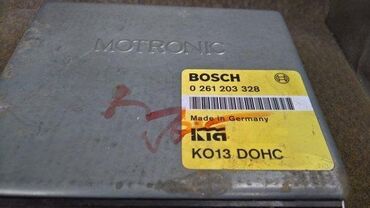 MOTRONIC
BOSCH
0 261 203 328
Made in Germany
KIA
KO13 DOHC